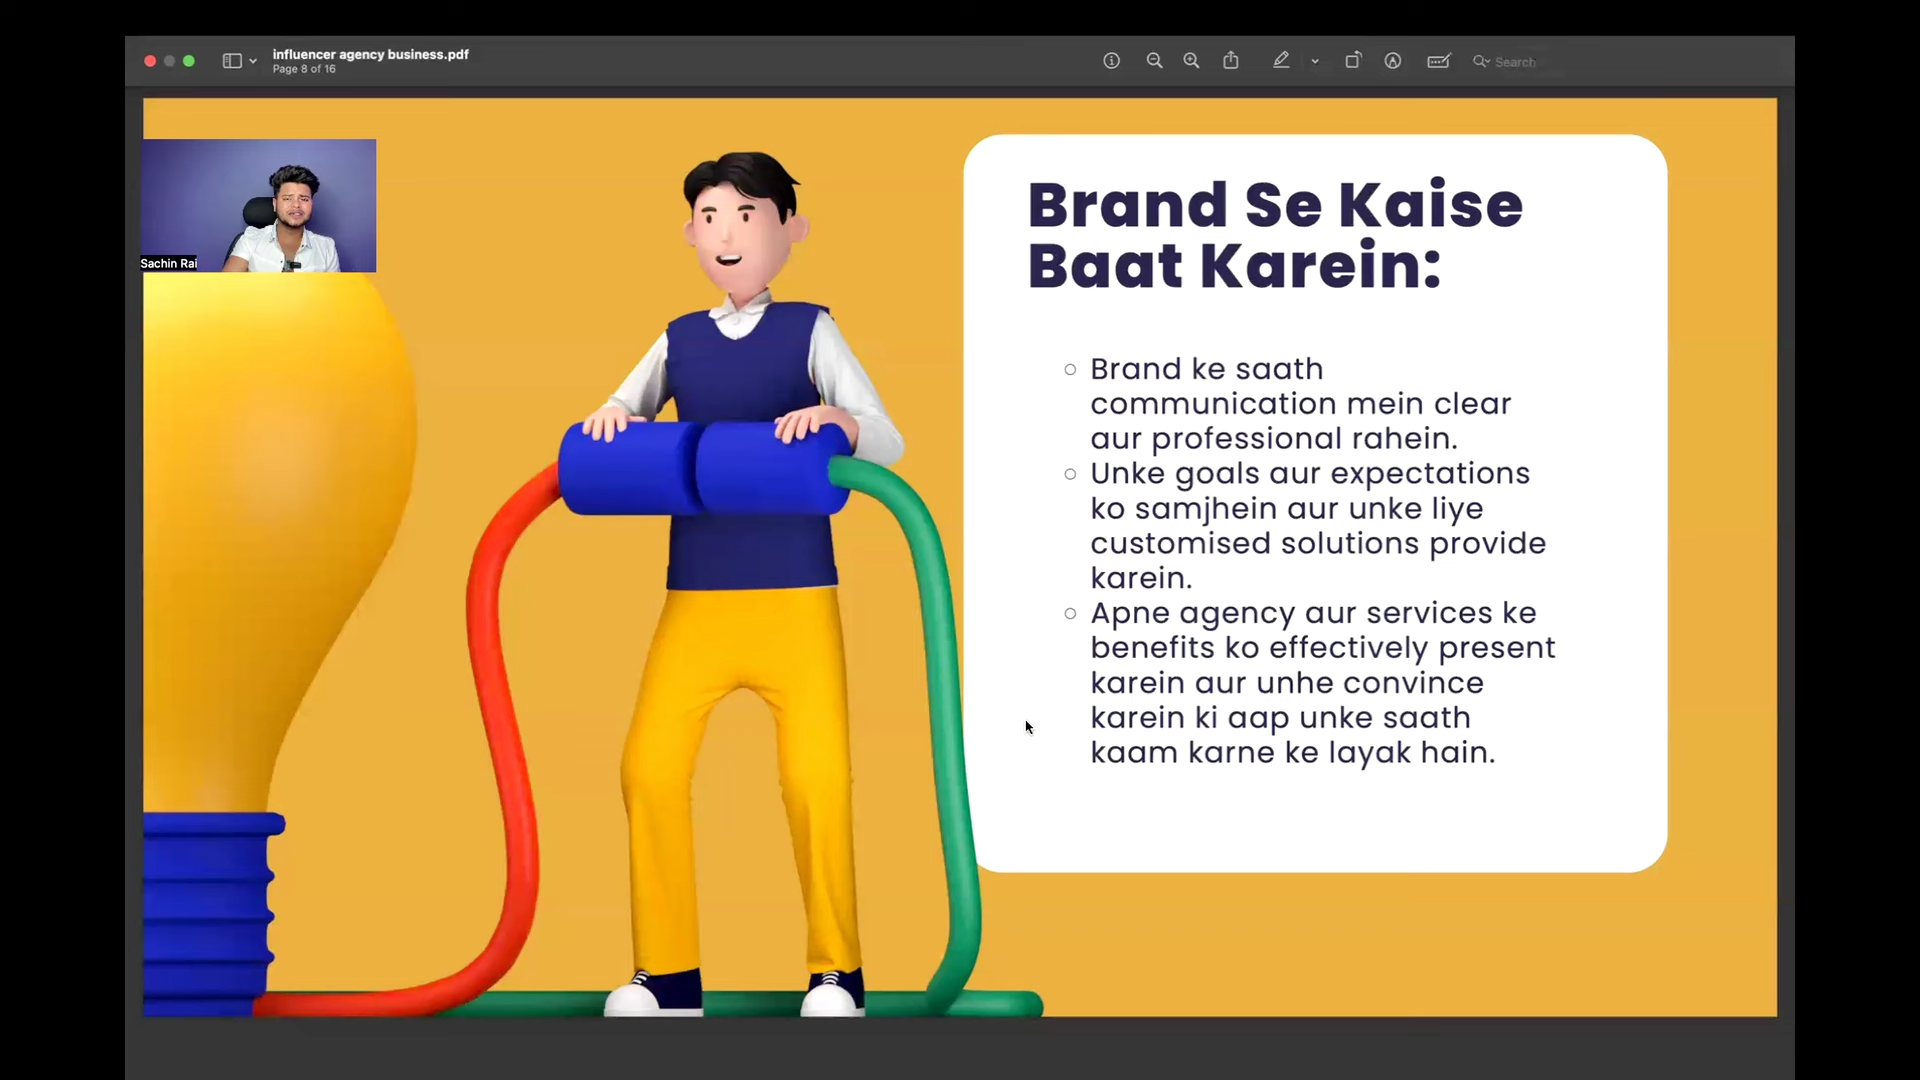 influencer agency business.pdf
Page 8 of 16
Search
Sachin Rai
Brand Se Kaise
Baat Karein:
Brand ke saath
communication mein clear
aur professional rahein.
Unke goals aur expectations
ko samjhein aur unke liye
customised solutions provide
karein.
Apne agency aur services ke
benefits ko effectively present
karein aur unhe convince
karein ki aap unke saath
kaam karne ke layak hain.